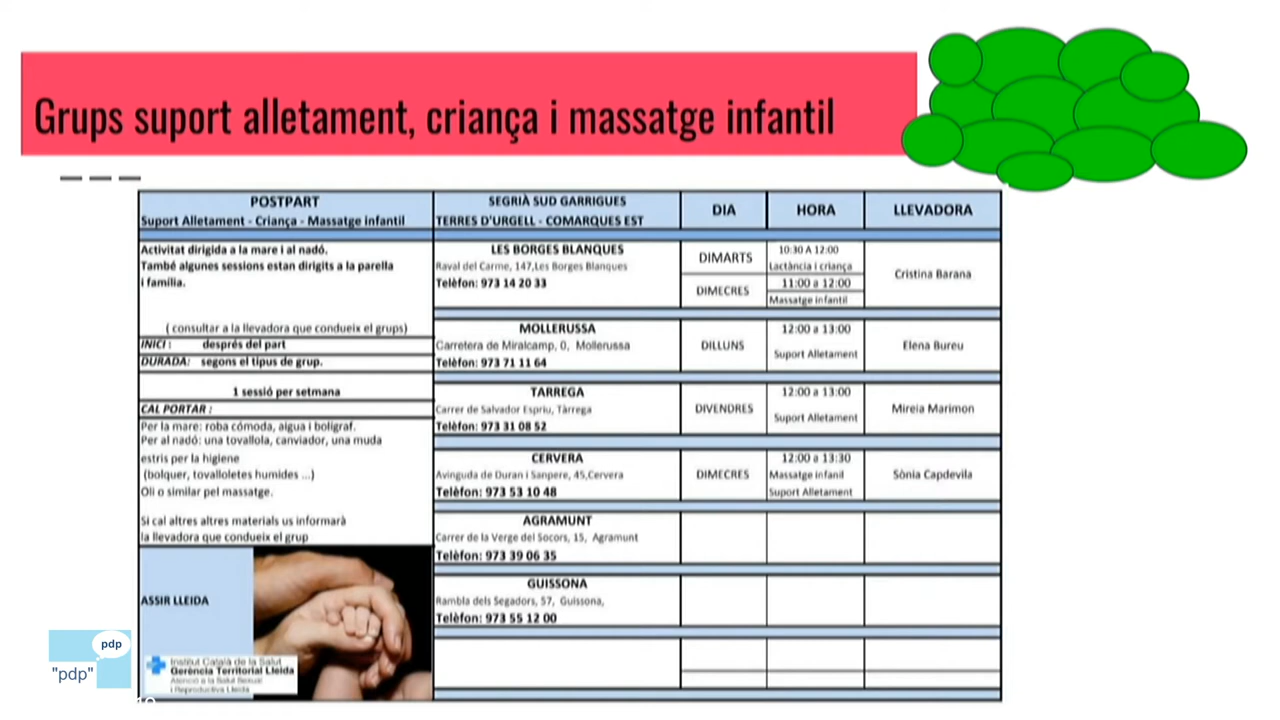 Grups suport alletament, criança i massatge infantil
POSTPART
Suport Alletament - Criança - Massatge infantil
SEGRIÀ SUD GARRIGUES
TERRES D'URGELL - COMARQUES EST
DIA
HORA
LLEVADORA
Activitat dirigida a la mare i al nadó.
També algunes sessions estan dirigits a la parella
i família.
( consultar a la llevadora que condueix el grups)
INICI : després del part
DURADA: segons el tipus de grup.
1 sessió per setmana
CAL PORTAR :
Per la mare: roba cómoda, aigua i boligraf.
Per al nadó: una tovallola, canviador, una muda
estris per la higiene
(bolquer, tovalloletes humides ...)
Oli o similar pel massatge.
Si cal altres altres materials us informarà
la llevadora que condueix el grup
ASSIR LLEIDA
Institut Català de la Salut
Gerència Territorial Lleida
Atenció a la Salut Sexual
i Reproductiva Lleida
LES BORGES BLANQUES
Raval del Carme, 147,Les Borges Blanques
Telèfon: 973 14 20 33
DIMARTS
10:30 A 12:00
Lactància i criança
DIMECRES
11:00 a 12:00
Massatge infantil
Cristina Barana
MOLLERUSSA
Carretera de Miralcamp, 0, Mollerussa
Telèfon: 973 71 11 64
DILLUNS
12:00 a 13:00
Suport Alletament
Elena Bureu
TARREGA
Carrer de Salvador Espriu, Tàrrega
Telèfon: 973 31 08 52
DIVENDRES
12:00 a 13:00
Suport Alletament
Mireia Marimon
CERVERA
Avinguda de Duran i Sanpere, 45,Cervera
Telèfon: 973 53 10 48
DIMECRES
12:00 a 13:30
Massatge infanil
Suport Alletament
Sònia Capdevila
AGRAMUNT
Carrer de la Verge del Socors, 15, Agramunt
Telèfon: 973 39 06 35
GUISSONA
Rambla dels Segadors, 57, Guissona,
Telèfon: 973 55 12 00
pdp
"pdp"